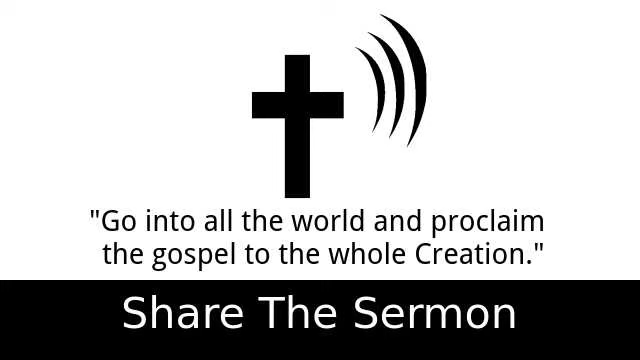 "Go into all the world and proclaim
the gospel to the whole Creation."
Share The Sermon